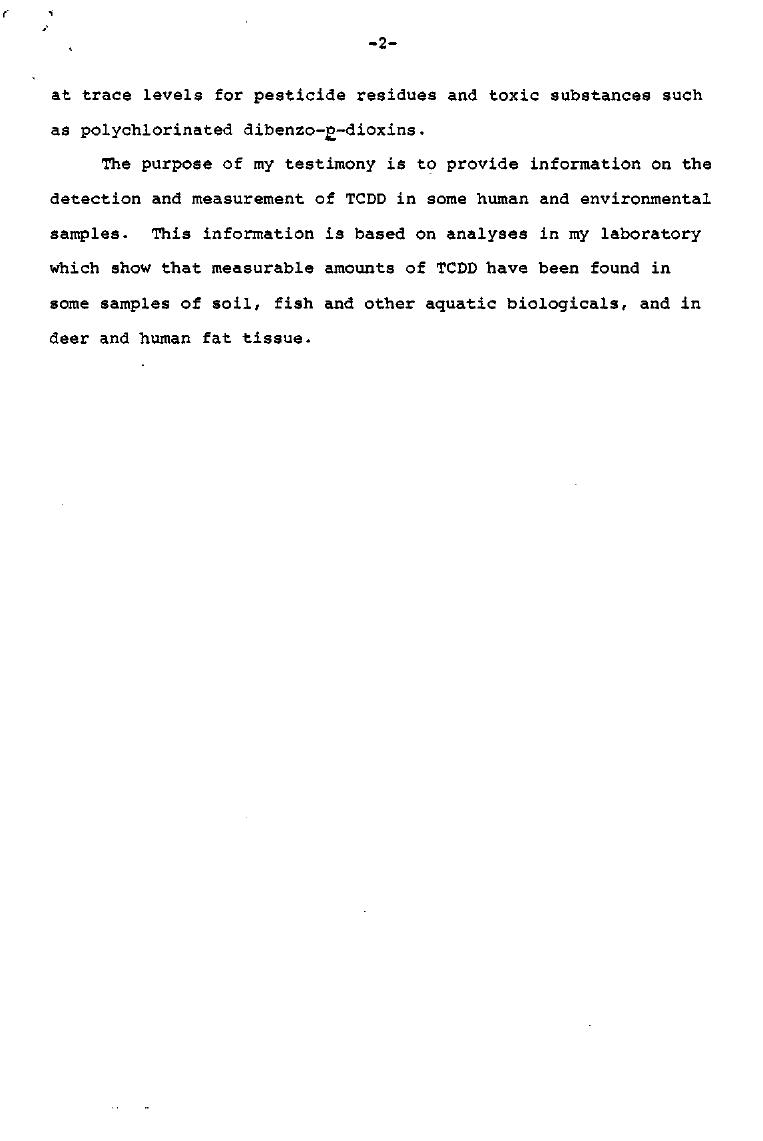 -2-
at trace levels for pesticide residues and toxic substances such
as polychlorinated dibenzo-p-dioxins.
The purpose of my testimony is to provide information on the
detection and measurement of TCDD in some human and environmental
samples. This information is based on analyses in my laboratory
which show that measurable amounts of TCDD have been found in
some samples of soil, fish and other aquatic biologicals, and in
deer and human fat tissue.